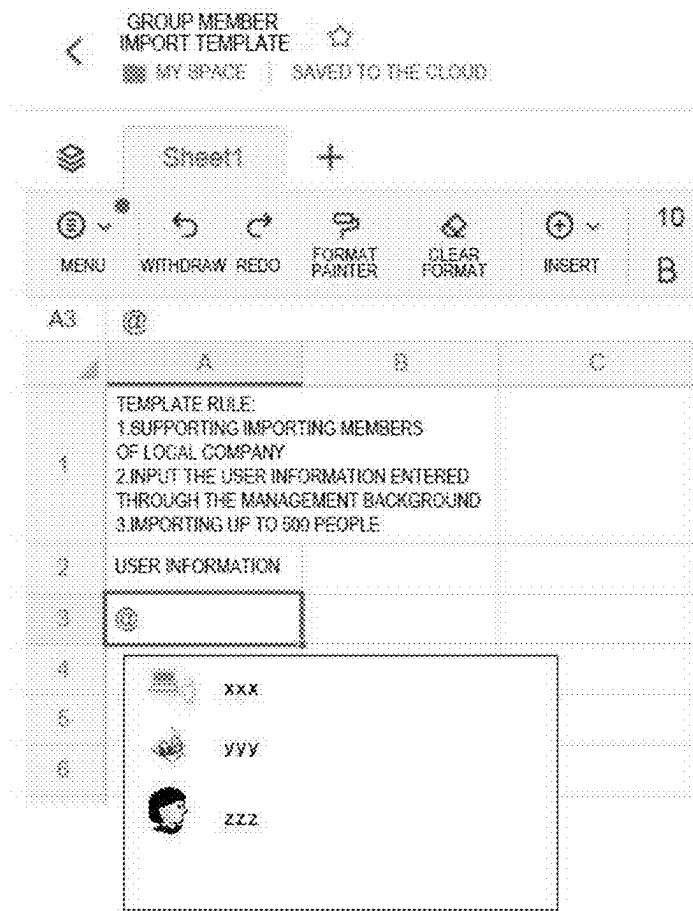 GROUP MEMBER
IMPORT TEMPLATE
MY SPACE SAVED TO THE CLOUD
Sheet1
MENU WITHDRAW REDO FORMAT PAINTER CLEAR FORMAT INSERT 10 B
A3 @
A B C
1
TEMPLATE RULE:
1.SUPPORTING IMPORTING MEMBERS
OF LOCAL COMPANY
2.INPUT THE USER INFORMATION ENTERED
THROUGH THE MANAGEMENT BACKGROUND
3.IMPORTING UP TO 500 PEOPLE
2 USER INFORMATION
3 @
4
xxx
5
yyy
6
zzz